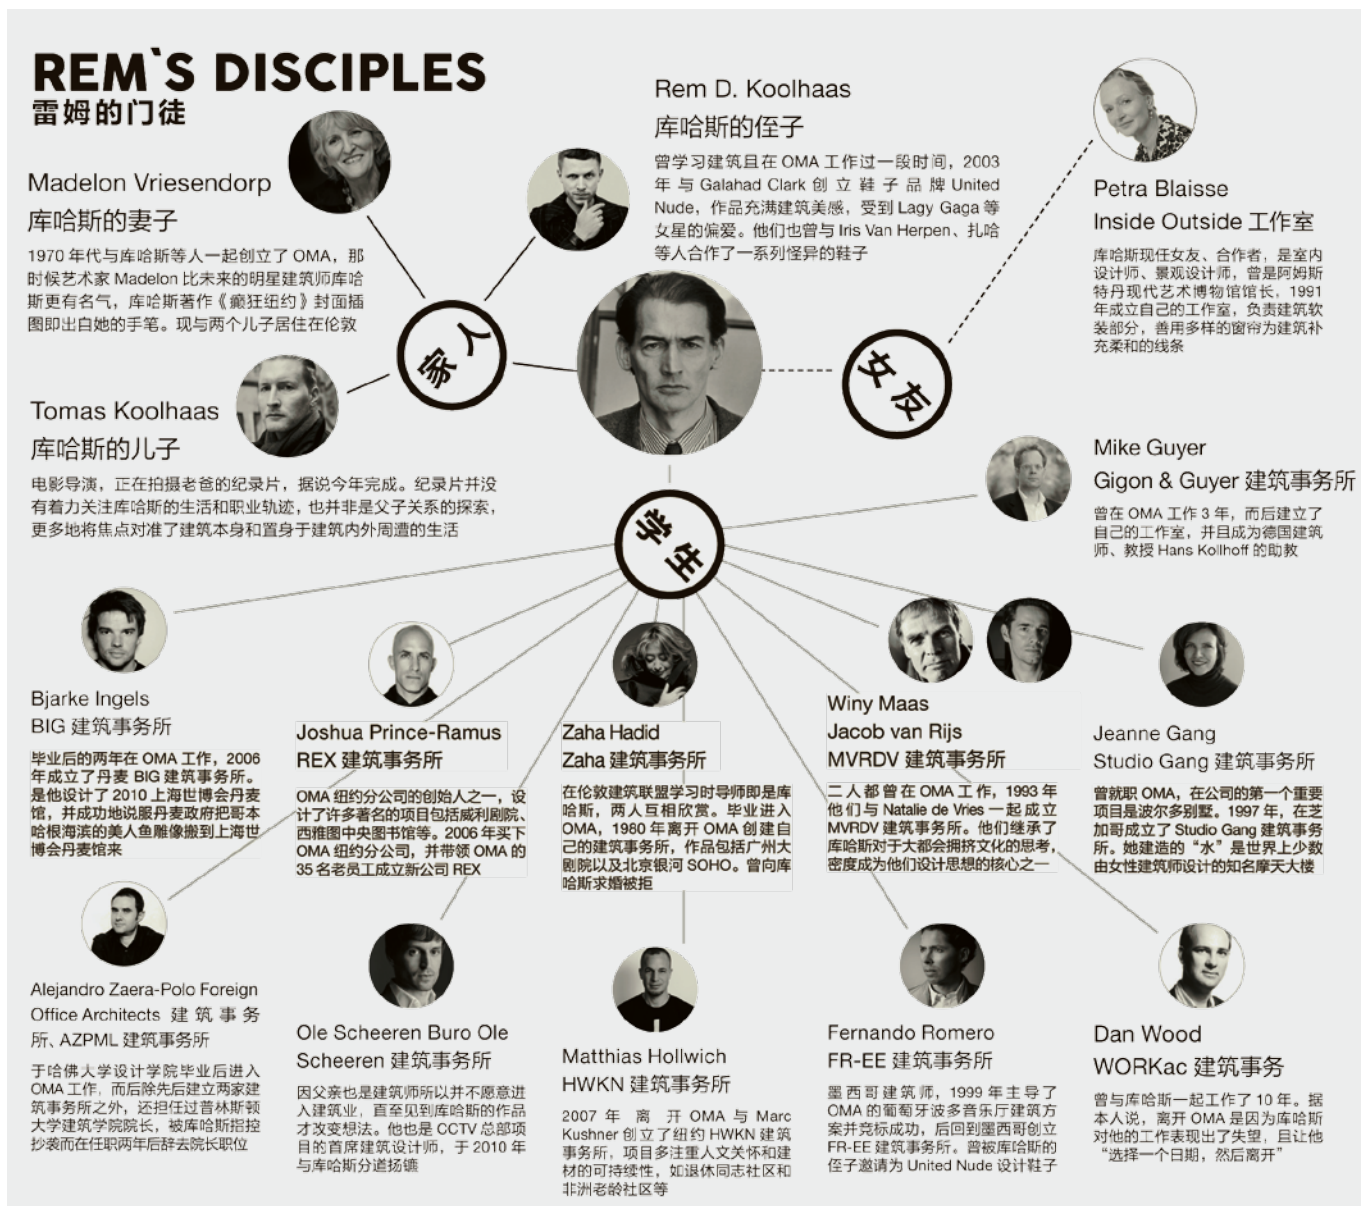 REM`S DISCIPLES
雷姆的门徒
Madelon Vriesendorp
库哈斯的妻子
1970 年代与库哈斯等人一起创立了 OMA，那
时候艺术家 Madelon 比未来的明星建筑师库哈
斯更有名气，库哈斯著作《癫狂纽约》封面插
图即出自她的手笔。现与两个儿子居住在伦敦
Rem D. Koolhaas
库哈斯的侄子
曾学习建筑且在 OMA 工作过一段时间，2003
年与 Galahad Clark 创立鞋子品牌 United
Nude，作品充满建筑美感，受到 Lagy Gaga 等
女星的偏爱。他们也曾与 Iris Van Herpen、扎哈
等人合作了一系列怪异的鞋子
Petra Blaisse
Inside Outside 工作室
库哈斯现任女友、合作者，是室内
设计师、景观设计师，曾是阿姆斯
特丹现代艺术博物馆馆长，1991
年成立自己的工作室，负责建筑软
装部分，善用多样的窗帘为建筑补
充柔和的线条
家人
女友
Tomas Koolhaas
库哈斯的儿子
电影导演，正在拍摄老爸的纪录片，据说今年完成。纪录片并没
有着力关注库哈斯的生活和职业轨迹，也并非是父子关系的探索，
更多地将焦点对准了建筑本身和置身于建筑内外周遭的生活
Mike Guyer
Gigon & Guyer 建筑事务所
曾在 OMA 工作 3 年，而后建立了
自己的工作室，并且成为德国建筑
师、教授 Hans Kollhoff 的助教
学生
Bjarke Ingels
BIG 建筑事务所
毕业后的两年在 OMA 工作，2006
年成立了丹麦 BIG 建筑事务所。
是他设计了 2010 上海世博会丹麦
馆，并成功地说服丹麦政府把哥本
哈根海滨的美人鱼雕像搬到上海世
博会丹麦馆来
Joshua Prince-Ramus
REX 建筑事务所
OMA 纽约分公司的创始人之一，设
计了许多著名的项目包括威利剧院、
西雅图中央图书馆等。2006 年买下
OMA 纽约分公司，并带领 OMA 的
35 名老员工成立新公司 REX
Zaha Hadid
Zaha 建筑事务所
在伦敦建筑联盟学习时导师即是库
哈斯，两人互相欣赏。毕业进入
OMA，1980 年离开 OMA 创建自
己的建筑事务所，作品包括广州大
剧院以及北京银河 SOHO。曾向库
哈斯求婚被拒
Winy Maas
Jacob van Rijs
MVRDV 建筑事务所
二人都曾在 OMA 工作，1993 年
他们与 Natalie de Vries 一起成立
MVRDV 建筑事务所。他们继承了
库哈斯对于大都会拥挤文化的思考，
密度成为他们设计思想的核心之一
Jeanne Gang
Studio Gang 建筑事务所
曾就职 OMA，在公司的第一个重要
项目是波尔多别墅。1997 年，在芝
加哥成立了 Studio Gang 建筑事务
所。她建造的“水”是世界上少数
由女性建筑师设计的知名摩天大楼
Alejandro Zaera-Polo Foreign
Office Architects 建筑事务
所、AZPML 建筑事务所
于哈佛大学设计学院毕业后进入
OMA 工作，而后除先后建立两家建
筑事务所之外，还担任过普林斯顿
大学建筑学院院长，被库哈斯指控
抄袭而在任职两年后辞去院长职位
Ole Scheeren Buro Ole
Scheeren 建筑事务所
因父亲也是建筑师所以并不愿意进
入建筑业，直至见到库哈斯的作品
才改变想法。他也是 CCTV 总部项
目的首席建筑设计师，于 2010 年
与库哈斯分道扬镳
Matthias Hollwich
HWKN 建筑事务所
2007 年 离 开 OMA 与 Marc
Kushner 创立了纽约 HWKN 建筑
事务所，项目多注重人文关怀和建
材的可持续性，如退休同志社区和
非洲老龄社区等
Fernando Romero
FR-EE 建筑事务所
墨西哥建筑师，1999 年主导了
OMA 的葡萄牙波多音乐厅建筑方
案并竞标成功，后回到墨西哥创立
FR-EE 建筑事务所。曾被库哈斯的
侄子邀请为 United Nude 设计鞋子
Dan Wood
WORKac 建筑事务
曾与库哈斯一起工作了 10 年。据
本人说，离开 OMA 是因为库哈斯
对他的工作表现出了失望，且让他
“选择一个日期，然后离开”